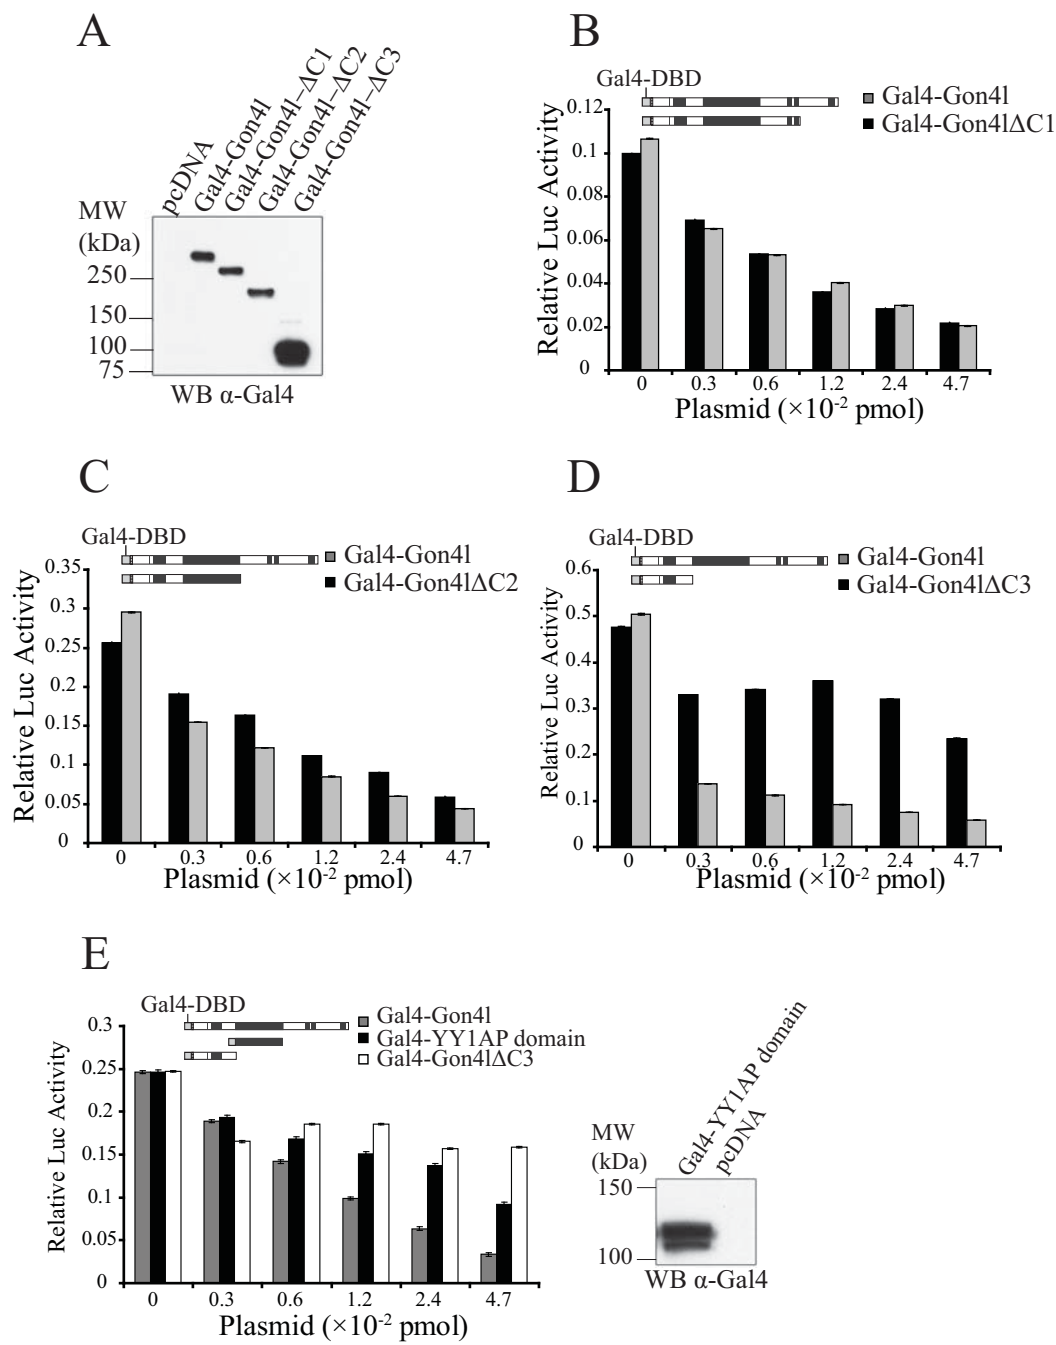 A
pcDNA
Gal4-Gon4l
Gal4-Gon4l–ΔC1
Gal4-Gon4l–ΔC2
Gal4-Gon4l–ΔC3
MW
(kDa)
250
150
100
75
WB α-Gal4
B
Gal4-DBD
Gal4-Gon4l
Gal4-Gon4lΔC1
Relative Luc Activity
0.12
0.1
0.08
0.06
0.04
0.02
0
0 0.3 0.6 1.2 2.4 4.7
Plasmid (×10-2 pmol)
C
Gal4-DBD
Gal4-Gon4l
Gal4-Gon4lΔC2
Relative Luc Activity
0.35
0.3
0.25
0.2
0.15
0.1
0.05
0
0 0.3 0.6 1.2 2.4 4.7
Plasmid (×10-2 pmol)
D
Gal4-DBD
Gal4-Gon4l
Gal4-Gon4lΔC3
Relative Luc Activity
0.6
0.5
0.4
0.3
0.2
0.1
0
0 0.3 0.6 1.2 2.4 4.7
Plasmid (×10-2 pmol)
E
Gal4-DBD
Gal4-Gon4l
Gal4-YY1AP domain
Gal4-Gon4lΔC3
Relative Luc Activity
0.3
0.25
0.2
0.15
0.1
0.05
0
0 0.3 0.6 1.2 2.4 4.7
Plasmid (×10-2 pmol)
Gal4-YY1AP domain
pcDNA
MW
(kDa)
150
100
WB α-Gal4